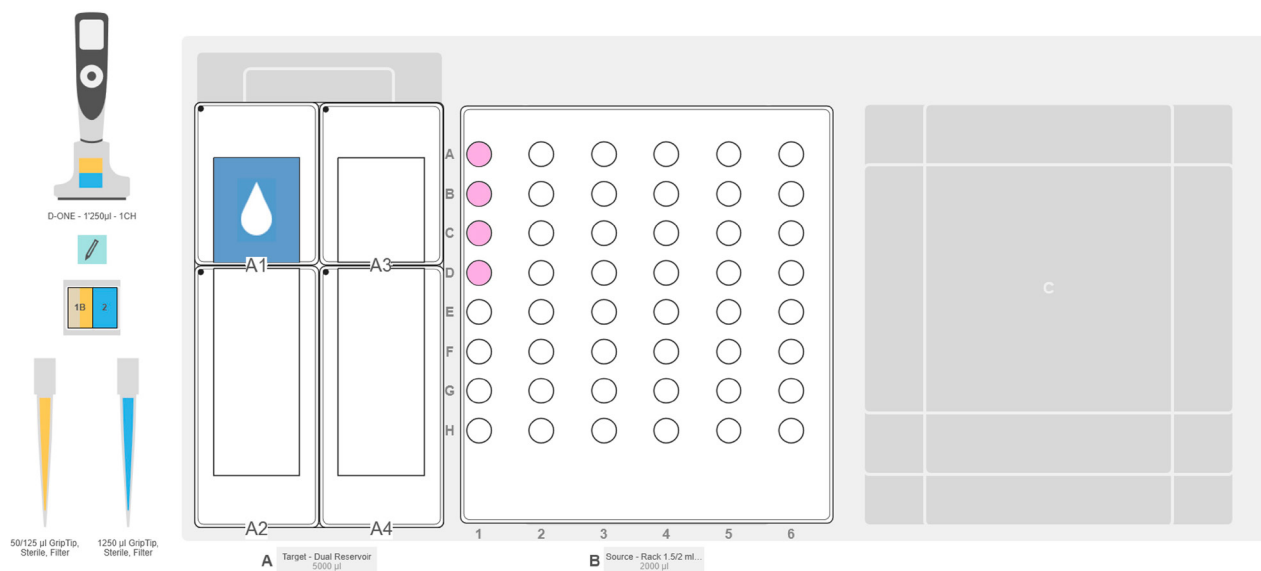 D-ONE - 1'250µl - 1CH
1B 2
50/125 µl GripTip,
Sterile, Filter
1250 µl GripTip,
Sterile, Filter
A1
A3
A2
A4
A
B
C
D
E
F
G
H
1 2 3 4 5 6
C
A
Target - Dual Reservoir
5000 µl
B
Source - Rack 1.5/2 ml...
2000 µl